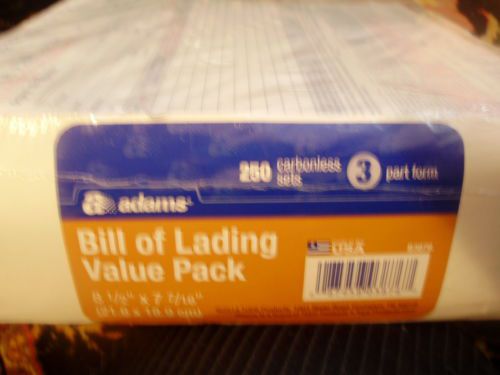 250 carbonless sets 3 part form
adams
Bill of Lading
Value Pack
8 1/2" x 7 7/16"
USA